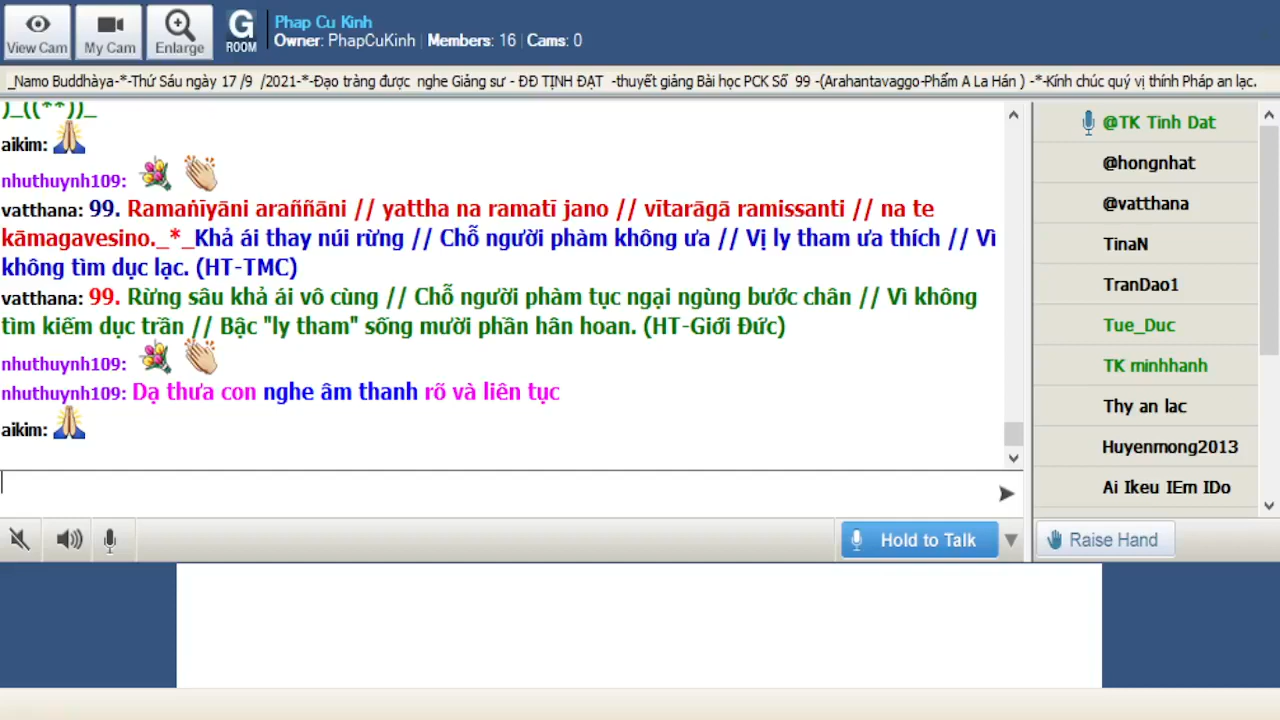 View Cam
My Cam
Enlarge
G
ROOM
Phap Cu Kinh
Owner: PhapCuKinh | Members: 16 | Cams: 0
_Namo Buddhàya-*-Thứ Sáu ngày 17 /9 /2021-*-Đạo tràng được nghe Giảng sư - ĐĐ TỊNH ĐẠT -thuyết giảng Bài học PCK Số 99 -(Arahantavaggo-Phẩm A La Hán ) -*-Kính chúc quý vị thính Pháp an lạc.
)_((**))_
aikim:
nhuthuynh109:
vatthana: 99. Ramaṅīyāni araññāni // yattha na ramatī jano // vītarāgā ramissanti // na te
kāmagavesino._*_Khả ái thay núi rừng // Chỗ người phàm không ưa // Vị ly tham ưa thích // Vì
không tìm dục lạc. (HT-TMC)
vatthana: 99. Rừng sâu khả ái vô cùng // Chỗ người phàm tục ngại ngùng bước chân // Vì không
tìm kiếm dục trần // Bậc "ly tham" sống mười phần hân hoan. (HT-Giới Đức)
nhuthuynh109:
nhuthuynh109: Dạ thưa con nghe âm thanh rõ và liên tục
aikim:
@TK Tinh Dat
@hongnhat
@vatthana
TinaN
TranDao1
Tue_Duc
TK minhhanh
Thy an lac
Huyenmong2013
Ai Ikeu IEm IDo
Hold to Talk
Raise Hand